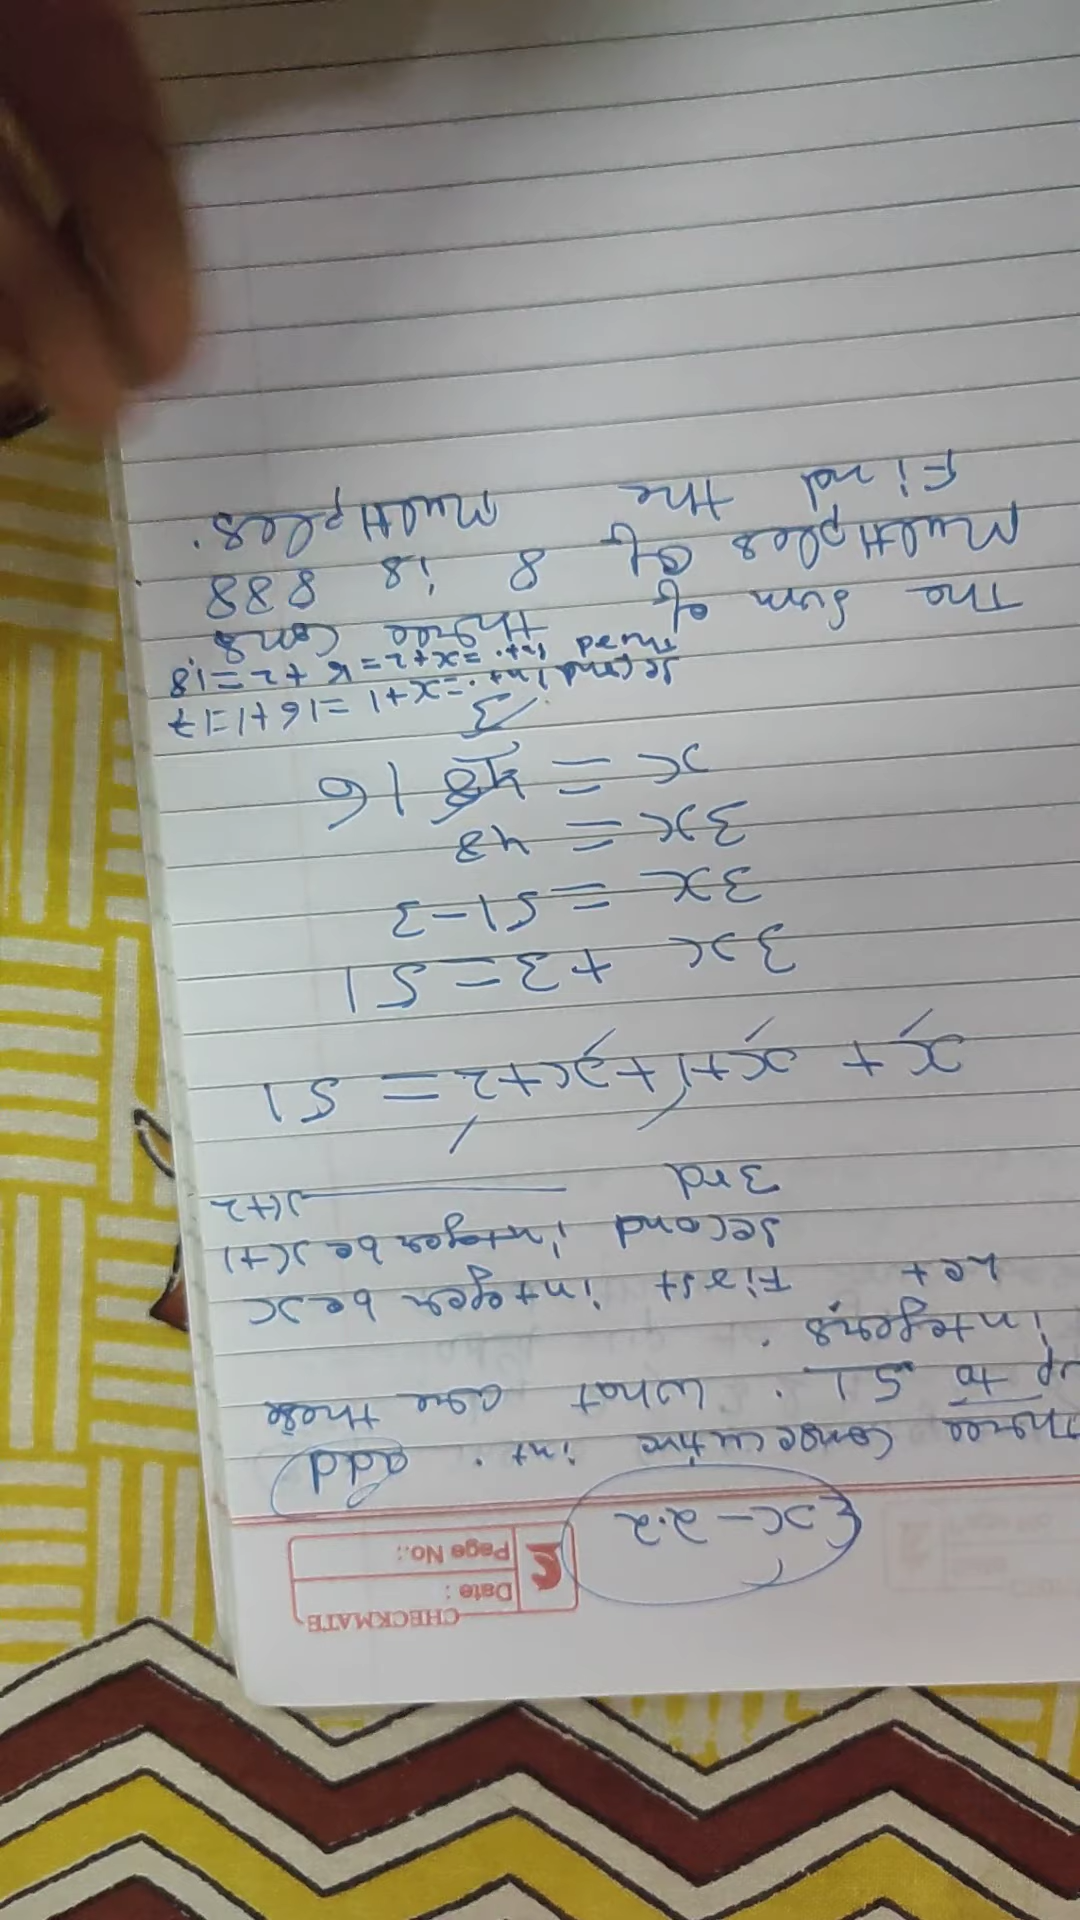 CHECKMATE
Date :
Page No.:
Ex-2.2
Three consecutive int. add
up to 51. What are these
integers.
Let First integer be x
Second integer be x+1
3rd ——— x+2
x + x+1 + x+2 = 51
3x + 3 = 51
3x = 51-3
3x = 48
x = 48 16
3
Second int. = x+1 = 16+1=17
Third int. = x+2 = 16+2=18
The Sum of three Cons
Multiples of 8 is 888
Find the Multiples.